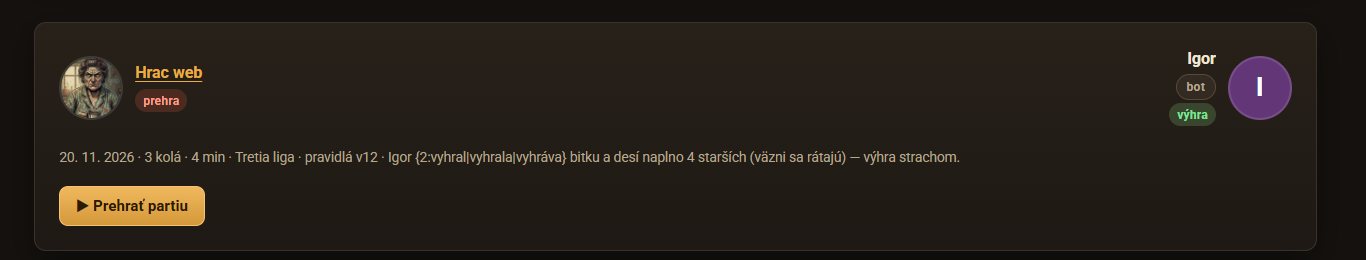 Hrac web
prehra
Igor
bot
výhra
I
20. 11. 2026 · 3 kolá · 4 min · Tretia liga · pravidlá v12 · Igor {2:vyhral|vyhrala|vyhráva} bitku a desí naplno 4 starších (väzni sa rátajú) — výhra strachom.
▶ Prehrať partiu